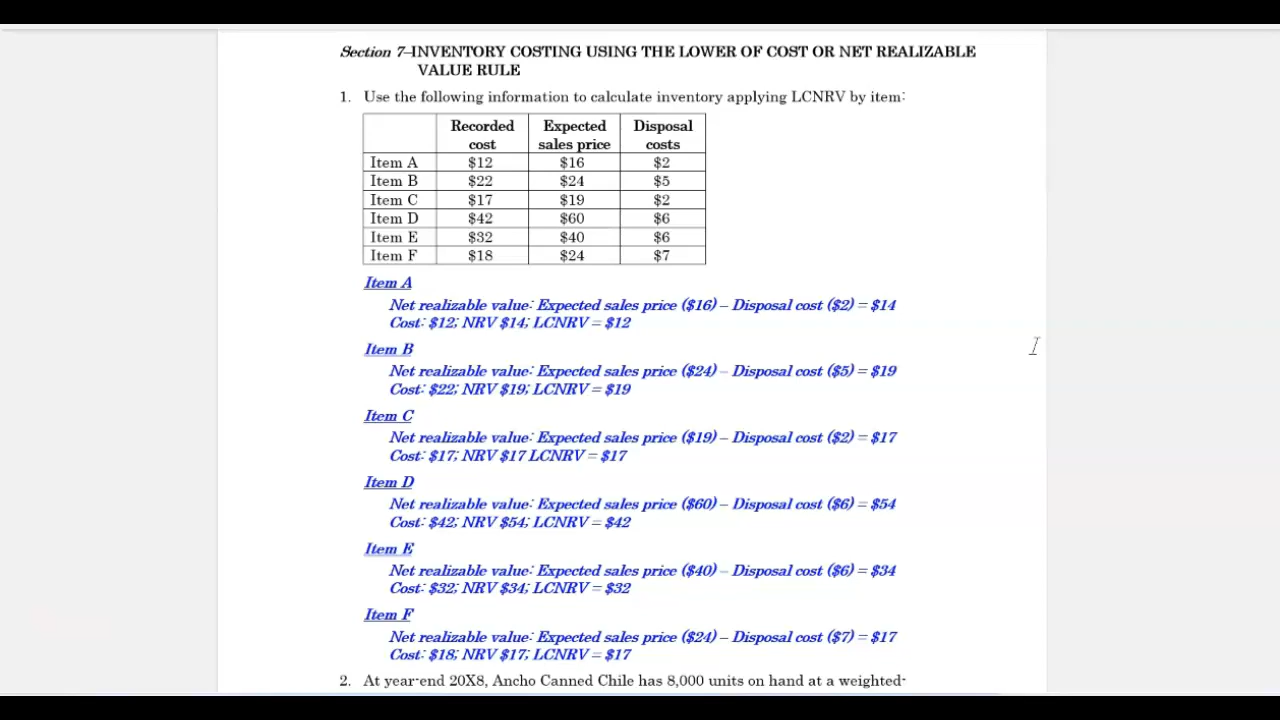 Section 7–INVENTORY COSTING USING THE LOWER OF COST OR NET REALIZABLE
VALUE RULE
1. Use the following information to calculate inventory applying LCNRV by item:
Recorded cost Expected sales price Disposal costs
Item A $12 $16 $2
Item B $22 $24 $5
Item C $17 $19 $2
Item D $42 $60 $6
Item E $32 $40 $6
Item F $18 $24 $7
Item A
Net realizable value: Expected sales price ($16) – Disposal cost ($2) = $14
Cost: $12; NRV $14; LCNRV = $12
Item B
Net realizable value: Expected sales price ($24) – Disposal cost ($5) = $19
Cost: $22; NRV $19; LCNRV = $19
Item C
Net realizable value: Expected sales price ($19) – Disposal cost ($2) = $17
Cost: $17; NRV $17 LCNRV = $17
Item D
Net realizable value: Expected sales price ($60) – Disposal cost ($6) = $54
Cost: $42; NRV $54; LCNRV = $42
Item E
Net realizable value: Expected sales price ($40) – Disposal cost ($6) = $34
Cost: $32; NRV $34; LCNRV = $32
Item F
Net realizable value: Expected sales price ($24) – Disposal cost ($7) = $17
Cost: $18; NRV $17; LCNRV = $17
2. At year-end 20X8, Ancho Canned Chile has 8,000 units on hand at a weighted-